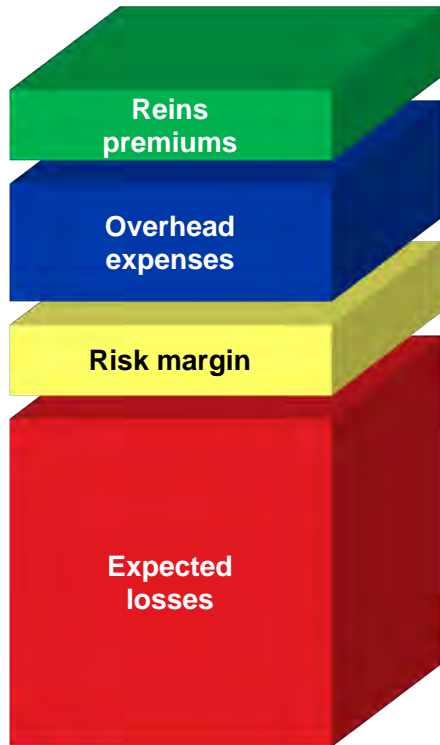 Reins
premiums
Overhead
expenses
Risk margin
Expected
losses